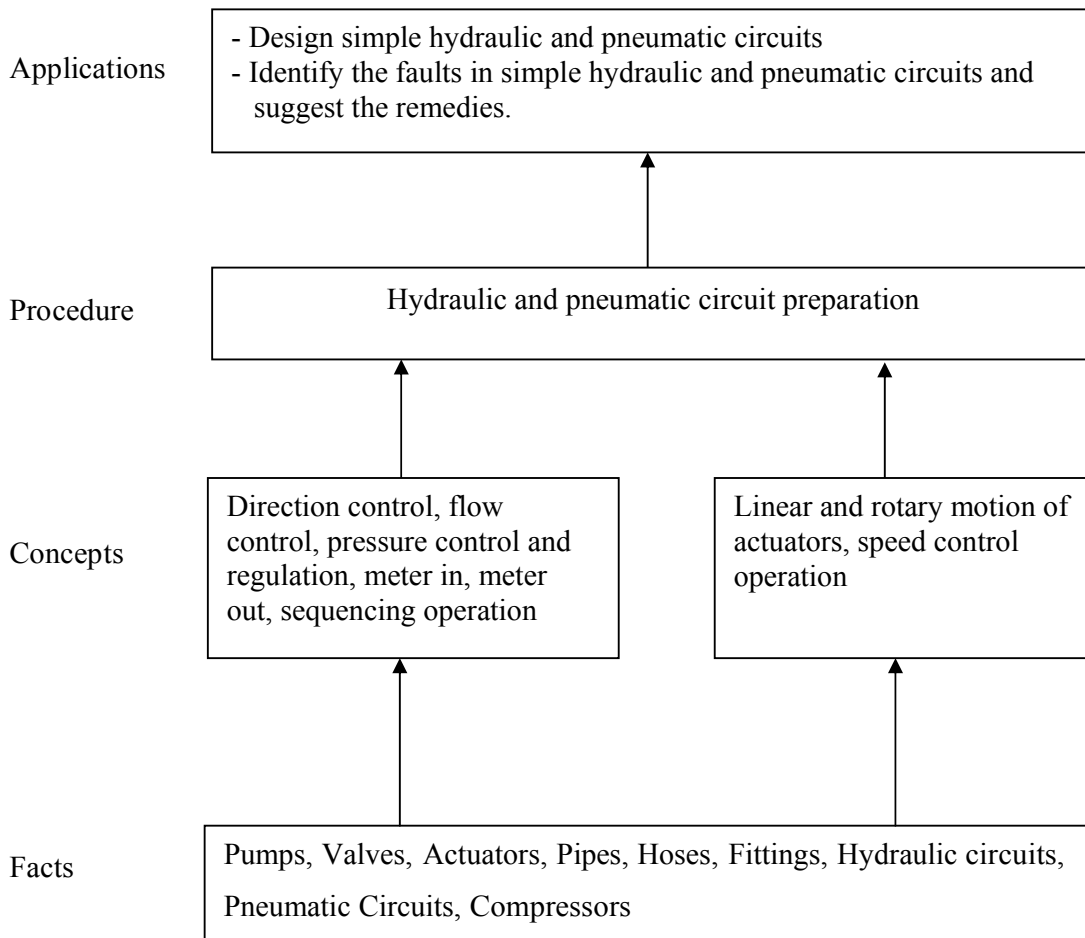 Applications
- Design simple hydraulic and pneumatic circuits
- Identify the faults in simple hydraulic and pneumatic circuits and
suggest the remedies.
Procedure
Hydraulic and pneumatic circuit preparation
Concepts
Direction control, flow
control, pressure control and
regulation, meter in, meter
out, sequencing operation
Linear and rotary motion of
actuators, speed control
operation
Facts
Pumps, Valves, Actuators, Pipes, Hoses, Fittings, Hydraulic circuits,
Pneumatic Circuits, Compressors